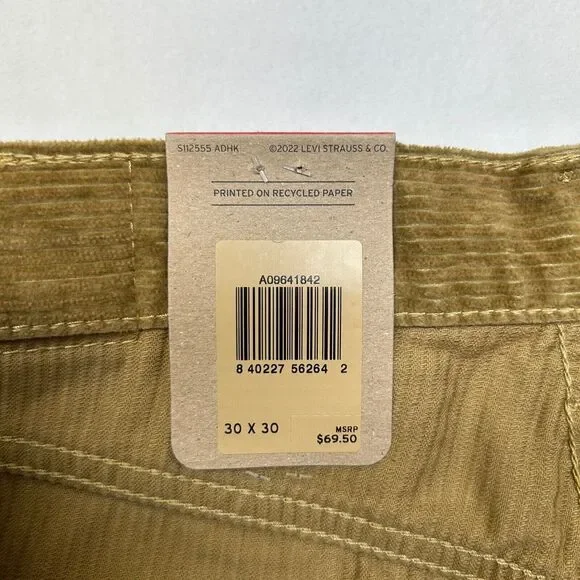 S112555 ADHK ©2022 LEVI STRAUSS & CO.
PRINTED ON RECYCLED PAPER
A09641842
8 40227 56264 2
30 X 30
MSRP
$69.50